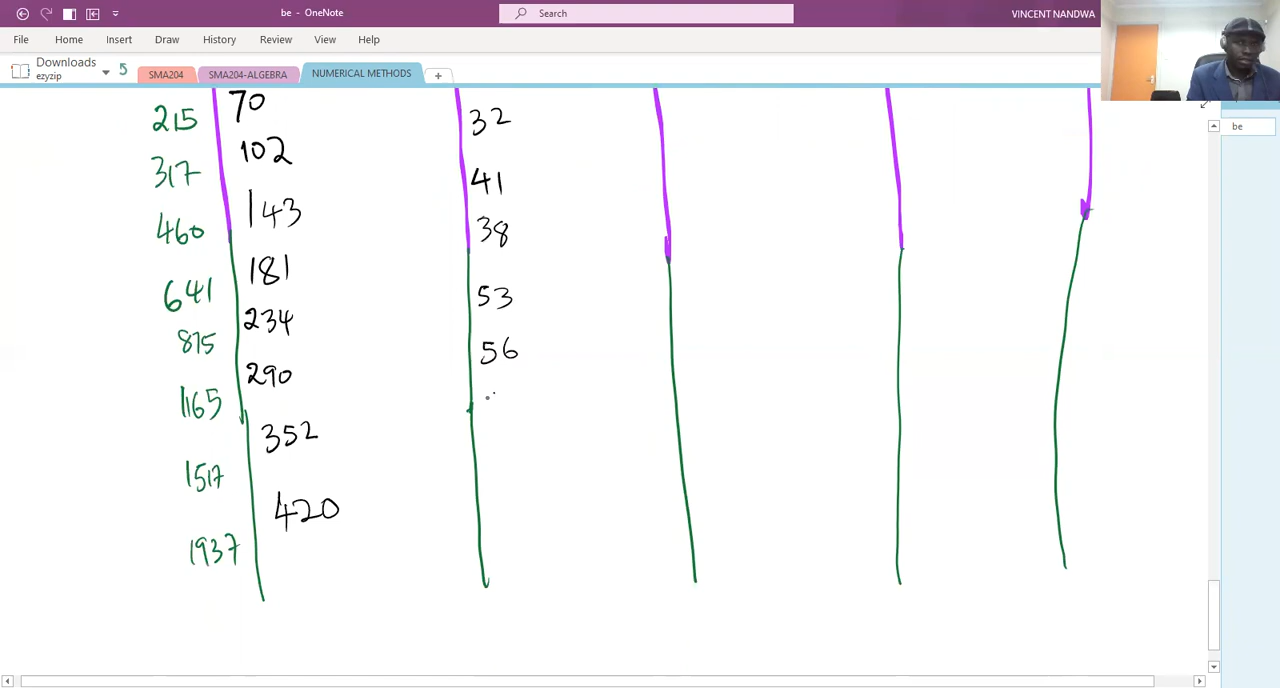 be - OneNote
Search
VINCENT NANDWA
File Home Insert Draw History Review View Help
Downloads
ezyzip
SMA204 SMA204-ALGEBRA NUMERICAL METHODS +
be
70
215 32
102
317 41
143
460 38
181
641 53
234
875 56
290
1165
352
1517
420
1937